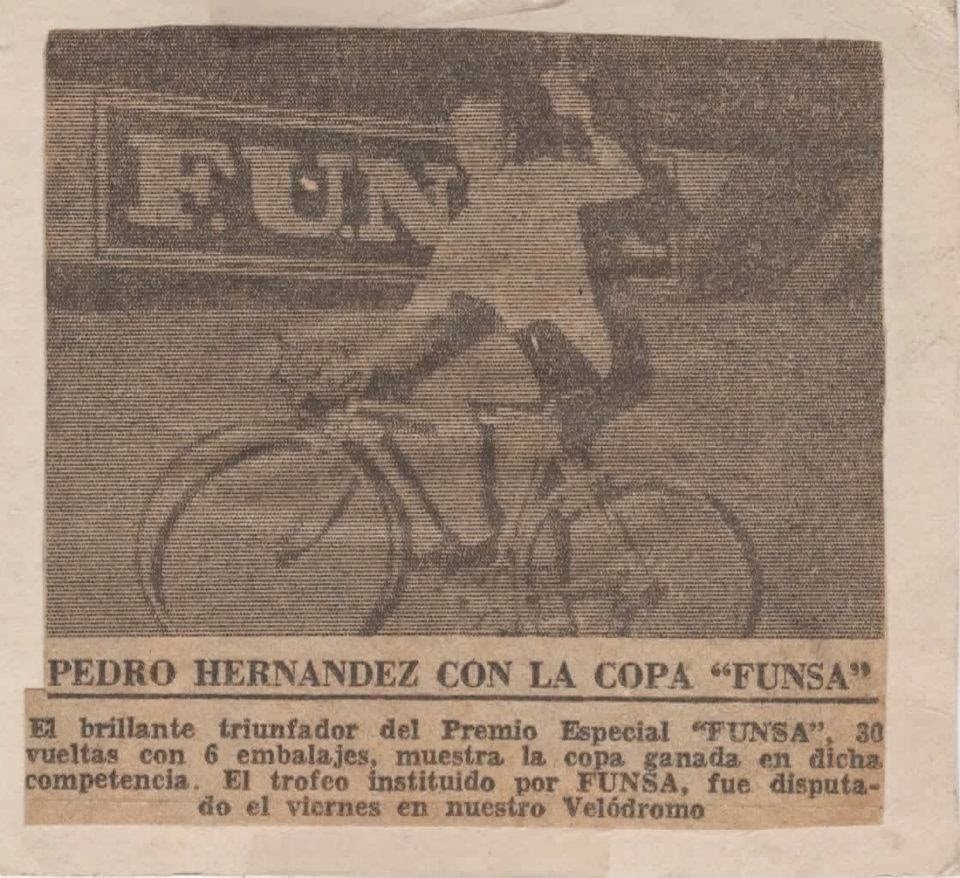 FUN
PEDRO HERNANDEZ CON LA COPA “FUNSA”
El brillante triunfador del Premio Especial “FUNSA”, 30
vueltas con 6 embalajes, muestra la copa ganada en dicha
competencia. El trofeo instituido por FUNSA, fue disputa-
do el viernes en nuestro Velódromo